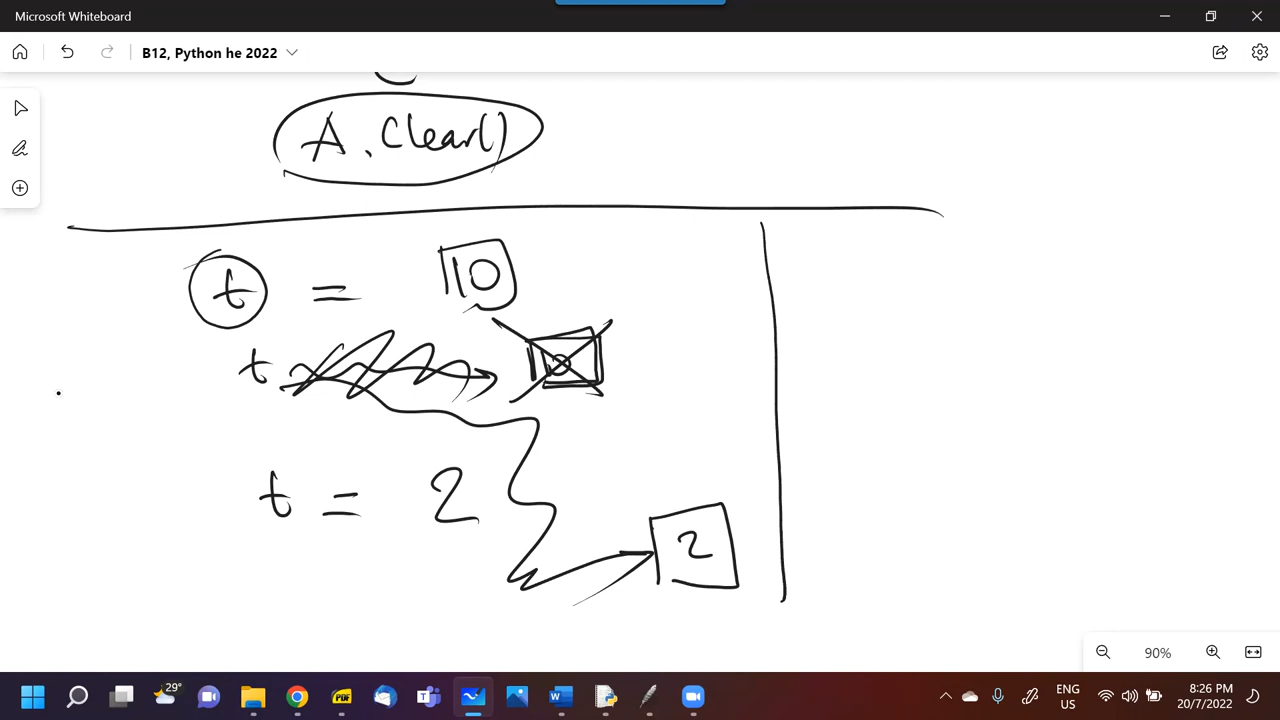 Microsoft Whiteboard
B12, Python he 2022
A.Clear()
t = 10
t 10
t = 2
2
90%
29°
ENG
US
8:26 PM
20/7/2022